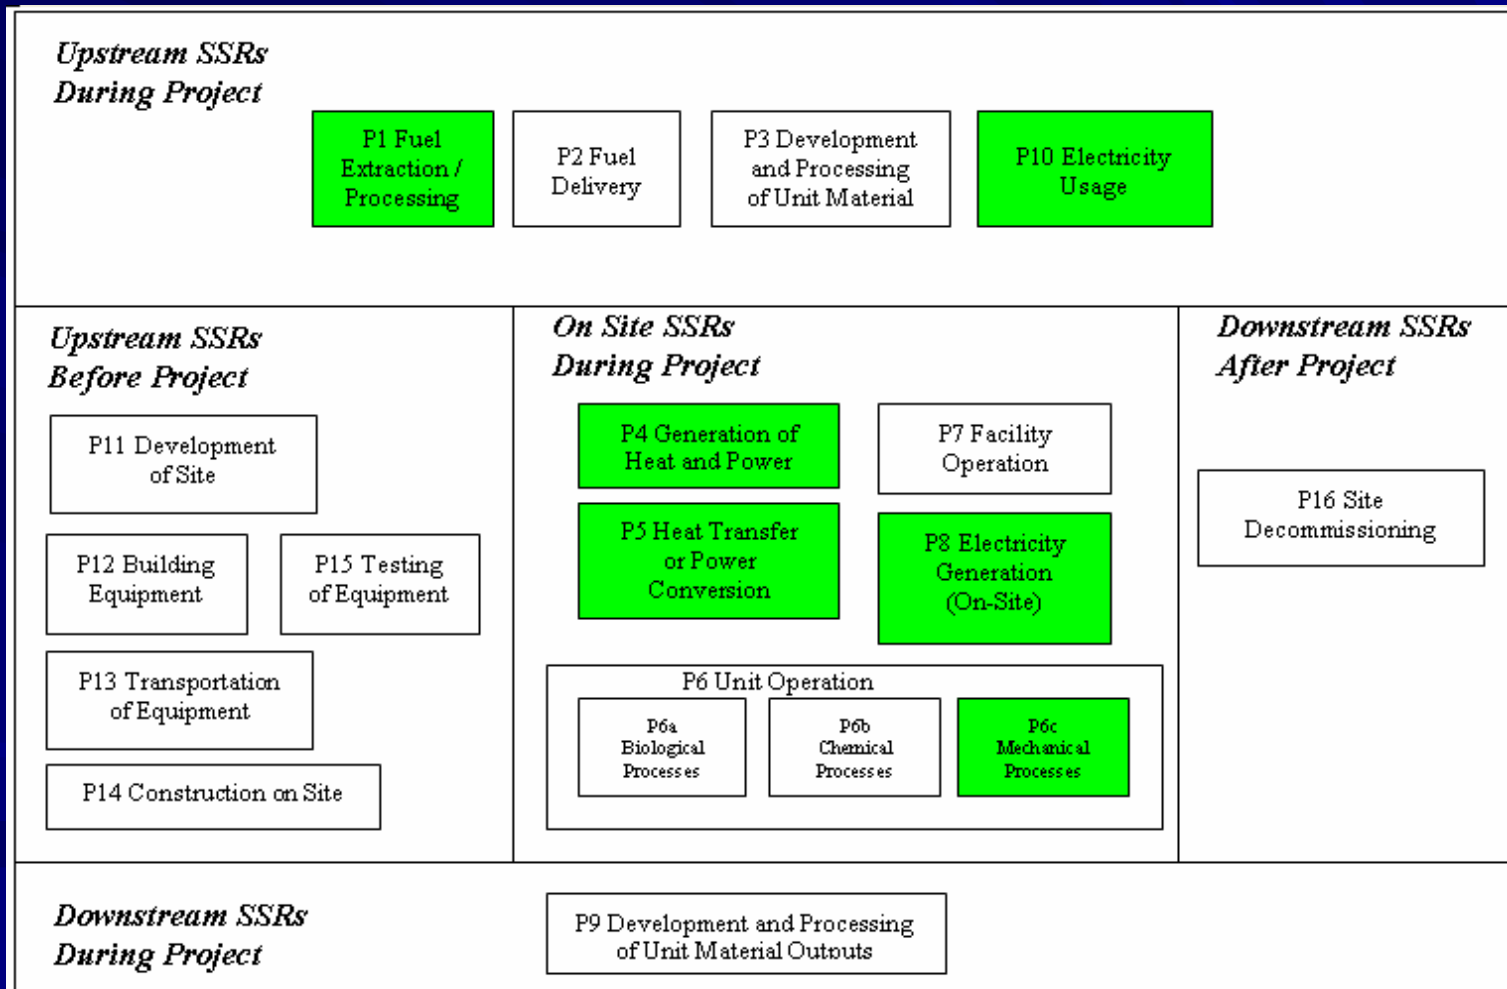 Upstream SSRs
During Project
P1 Fuel
Extraction /
Processing
P2 Fuel
Delivery
P3 Development
and Processing
of Unit Material
P10 Electricity
Usage
Upstream SSRs
Before Project
P11 Development
of Site
P12 Building
Equipment
P15 Testing
of Equipment
P13 Transportation
of Equipment
P14 Construction on Site
On Site SSRs
During Project
P4 Generation of
Heat and Power
P7 Facility
Operation
P5 Heat Transfer
or Power
Conversion
P8 Electricity
Generation
(On-Site)
P6 Unit Operation
P6a
Biological
Processes
P6b
Chemical
Processes
P6c
Mechanical
Processes
Downstream SSRs
After Project
P16 Site
Decommissioning
Downstream SSRs
During Project
P9 Development and Processing
of Unit Material Outputs